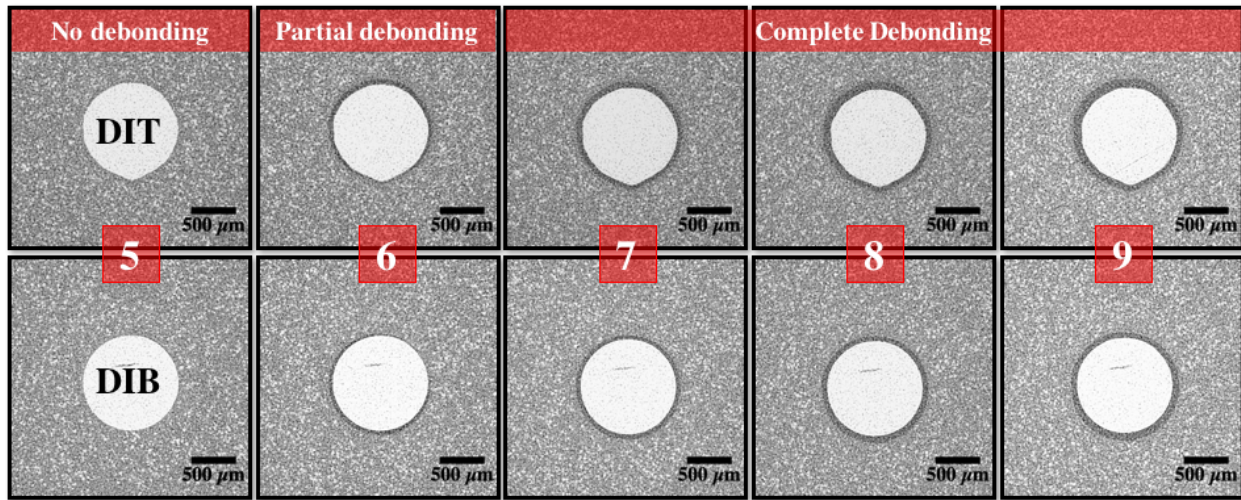 No debonding
Partial debonding
Complete Debonding
DIT
500 µm
500 µm
500 µm
500 µm
500 µm
5
6
7
8
9
DIB
500 µm
500 µm
500 µm
500 µm
500 µm